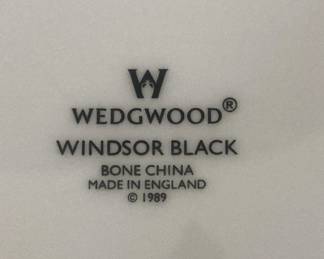 W
WEDGWOOD®
WINDSOR BLACK
BONE CHINA
MADE IN ENGLAND
© 1989